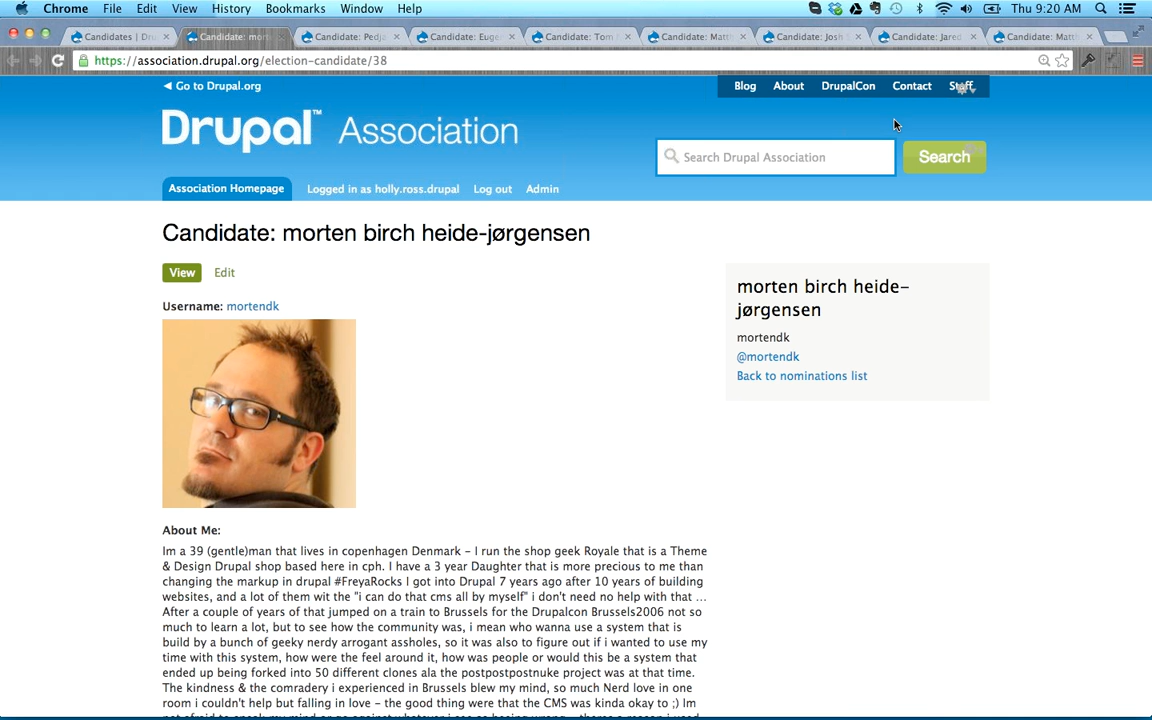 Chrome File Edit View History Bookmarks Window Help Thu 9:20 AM
Candidates | Dru Candidate: mort Candidate: Pedja Candidate: Euge Candidate: Tom Candidate: Matt Candidate: Josh Candidate: Jared Candidate: Matt
https://association.drupal.org/election-candidate/38
◀ Go to Drupal.org Blog About DrupalCon Contact Staff
Drupal™ Association
Search Drupal Association Search
Association Homepage Logged in as holly.ross.drupal Log out Admin
Candidate: morten birch heide-jørgensen
View Edit
Username: mortendk
morten birch heide-
jørgensen
mortendk
@mortendk
Back to nominations list
About Me:
Im a 39 (gentle)man that lives in copenhagen Denmark – I run the shop geek Royale that is a Theme
& Design Drupal shop based here in cph. I have a 3 year Daughter that is more precious to me than
changing the markup in drupal #FreyaRocks I got into Drupal 7 years ago after 10 years of building
websites, and a lot of them wit the "i can do that cms all by myself" i don't need no help with that ...
After a couple of years of that jumped on a train to Brussels for the Drupalcon Brussels2006 not so
much to learn a lot, but to see how the community was, i mean who wanna use a system that is
build by a bunch of geeky nerdy arrogant assholes, so it was also to figure out if i wanted to use my
time with this system, how were the feel around it, how was people or would this be a system that
ended up being forked into 50 different clones ala the postpostpostnuke project was at that time.
The kindness & the comradery i experienced in Brussels blew my mind, so much Nerd love in one
room i couldn't help but falling in love – the good thing were that the CMS was kinda okay to ;) Im